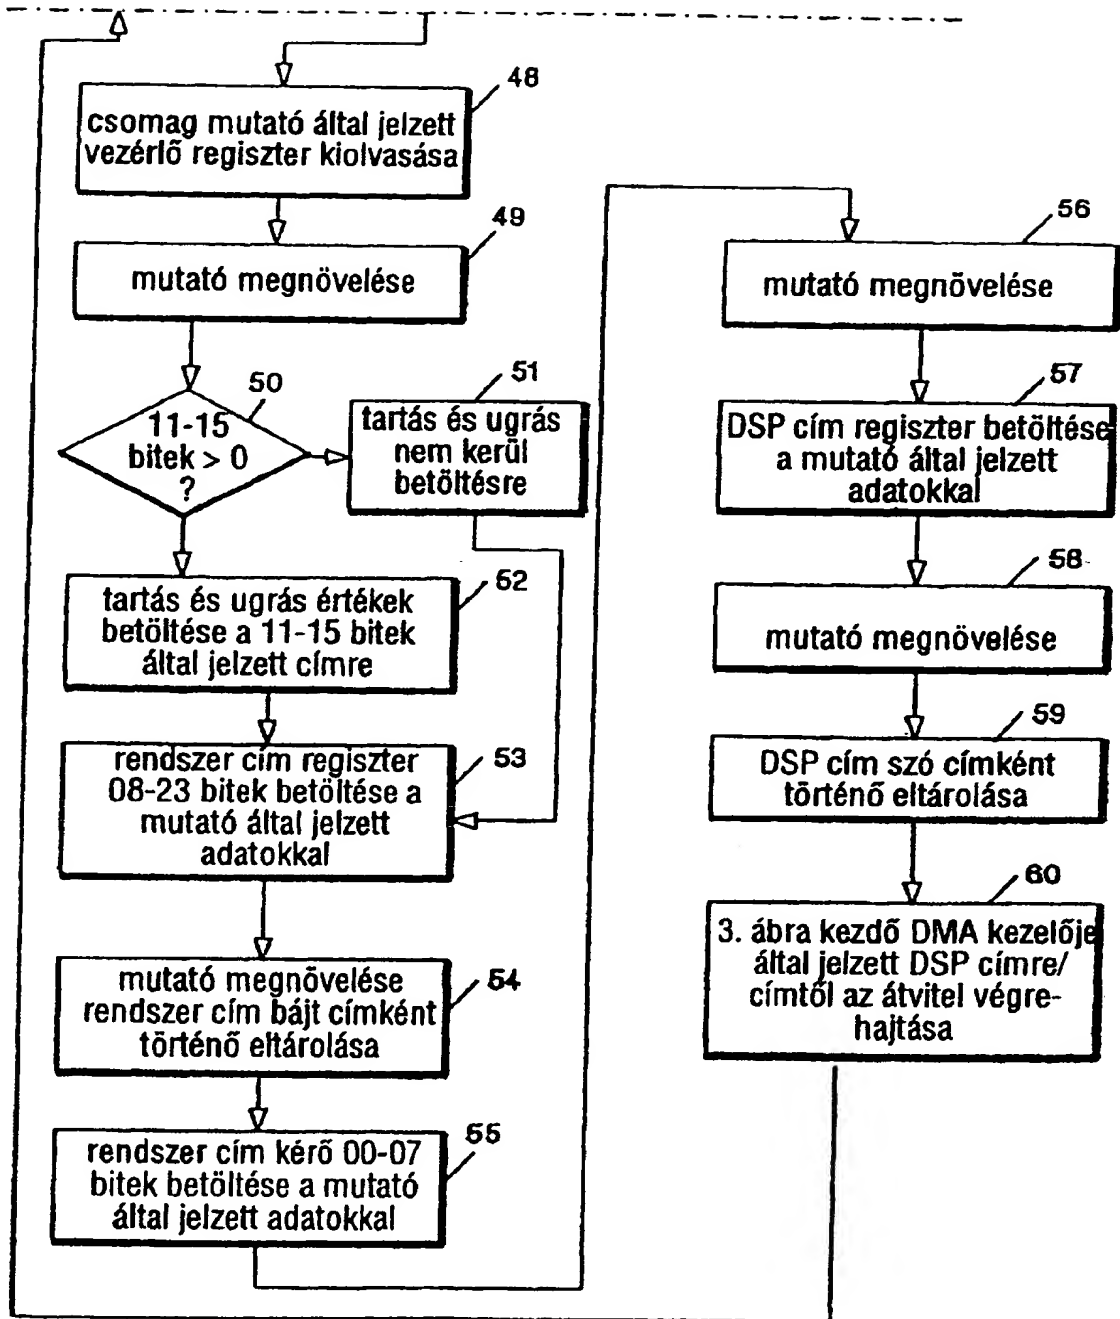 48
csomag mutató által jelzett
vezérlő regiszter kiolvasása
49
mutató megnövelése
50
11-15
bitek > 0
?
51
tartás és ugrás
nem kerül
betöltésre
52
tartás és ugrás értékek
betöltése a 11-15 bitek
által jelzett címre
53
rendszer cím regiszter
08-23 bitek betöltése a
mutató által jelzett
adatokkal
54
mutató megnövelése
rendszer cím bájt címként
történő eltárolása
55
rendszer cím kérő 00-07
bitek betöltése a mutató
által jelzett adatokkal
56
mutató megnövelése
57
DSP cím regiszter betöltése
a mutató által jelzett
adatokkal
58
mutató megnövelése
59
DSP cím szó címként
történő eltárolása
60
3. ábra kezdő DMA kezelője
által jelzett DSP címre/
címtől az átvitel végre-
hajtása